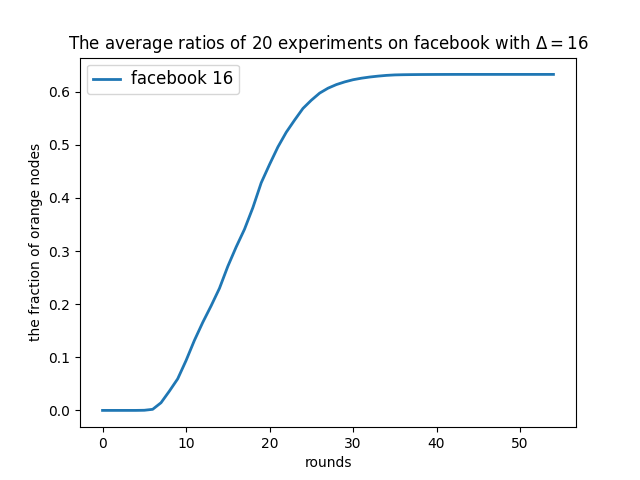 The average ratios of 20 experiments on facebook with Δ = 16
facebook 16
the fraction of orange nodes
0.6
0.5
0.4
0.3
0.2
0.1
0.0
0 10 20 30 40 50
rounds